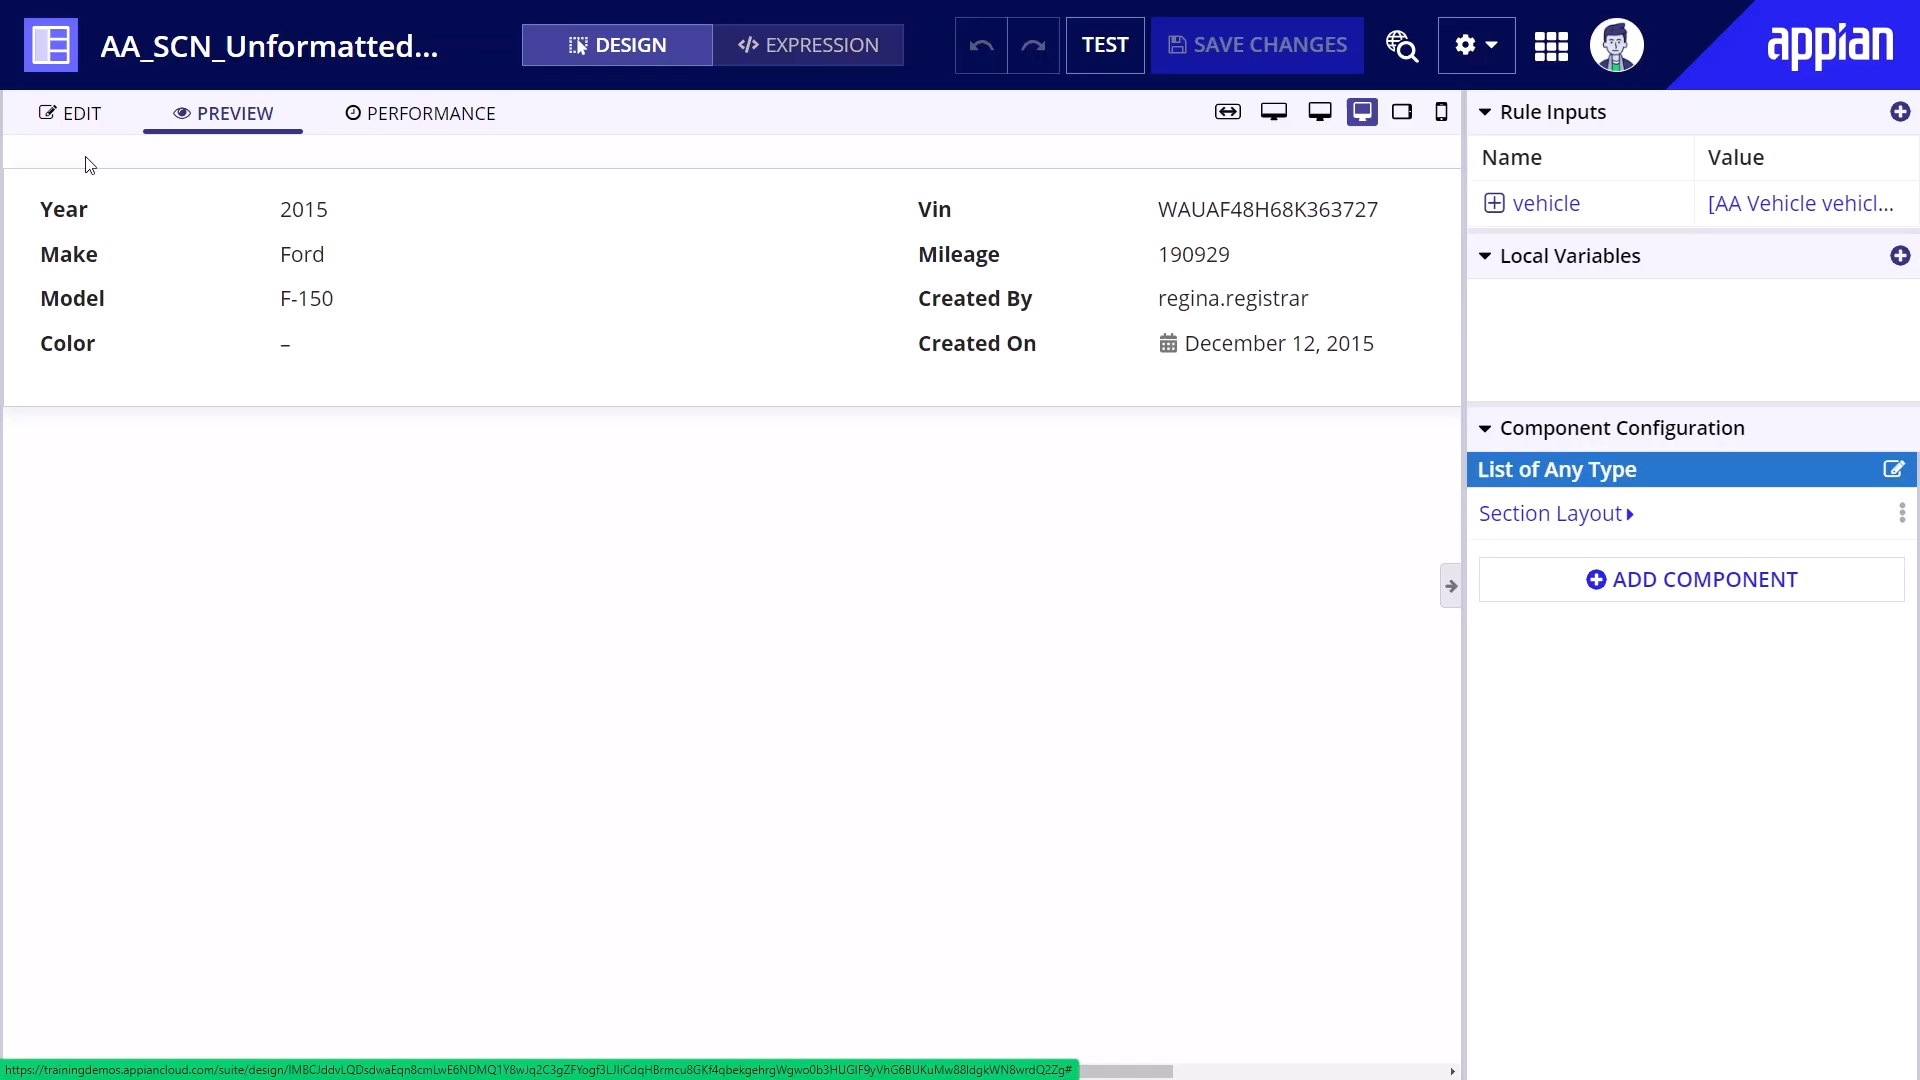 AA_SCN_Unformatted...
DESIGN
EXPRESSION
TEST
SAVE CHANGES
appian
EDIT
PREVIEW
PERFORMANCE
Year 2015
Make Ford
Model F-150
Color –
Vin WAUAF48H68K363727
Mileage 190929
Created By regina.registrar
Created On December 12, 2015
Rule Inputs
Name Value
vehicle [AA Vehicle vehicl...
Local Variables
Component Configuration
List of Any Type
Section Layout
ADD COMPONENT